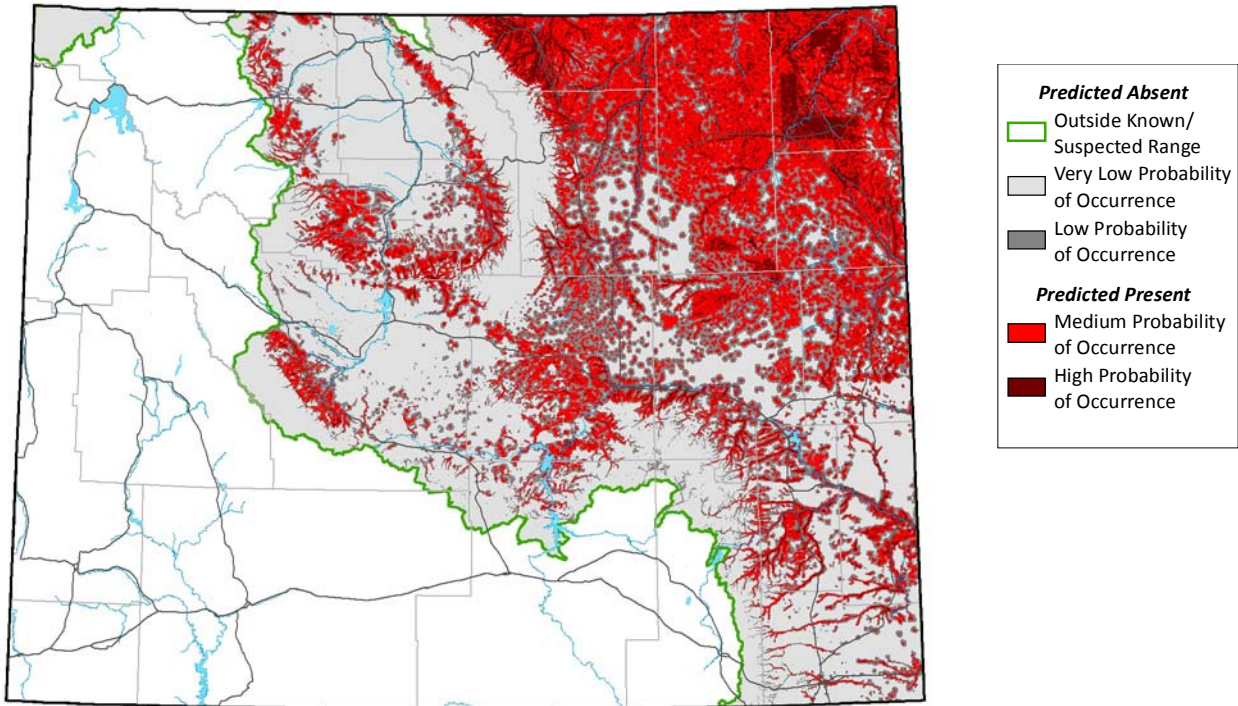 Predicted Absent
Outside Known/
Suspected Range
Very Low Probability
of Occurrence
Low Probability
of Occurrence
Predicted Present
Medium Probability
of Occurrence
High Probability
of Occurrence